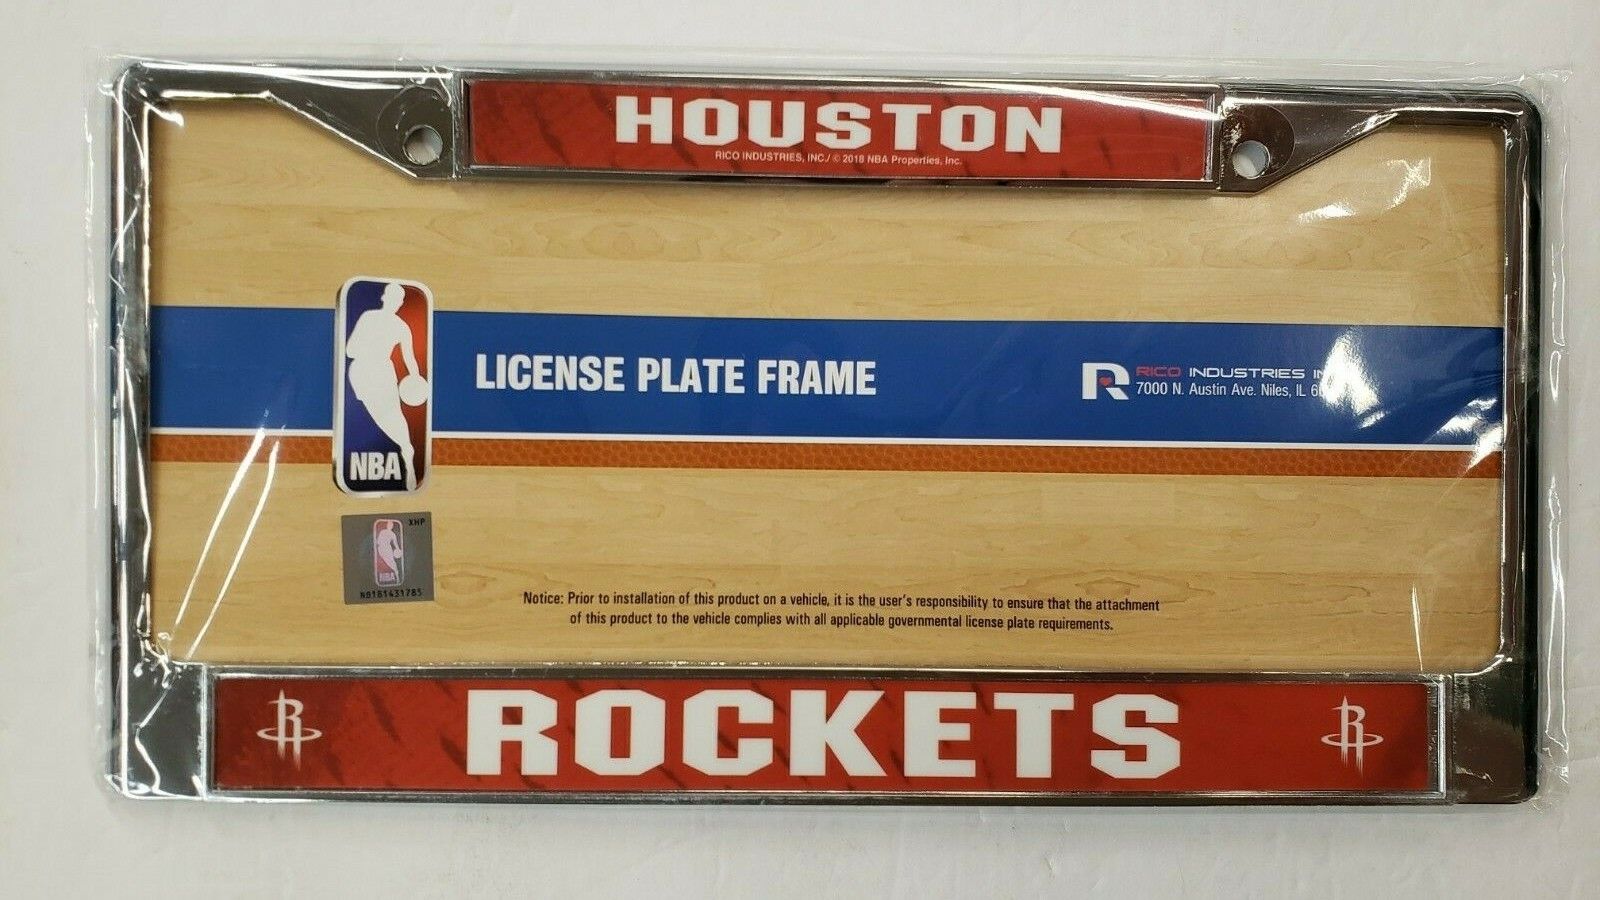 HOUSTON
RICO INDUSTRIES, INC./ © 2018 NBA Properties, Inc.
LICENSE PLATE FRAME
RICO INDUSTRIES
7000 N. Austin Ave. Niles, IL
NBA
XHP
NBA
Notice: Prior to installation of this product on a vehicle, it is the user's responsibility to ensure that the attachment
of this product to the vehicle complies with all applicable governmental license plate requirements.
R
ROCKETS
R